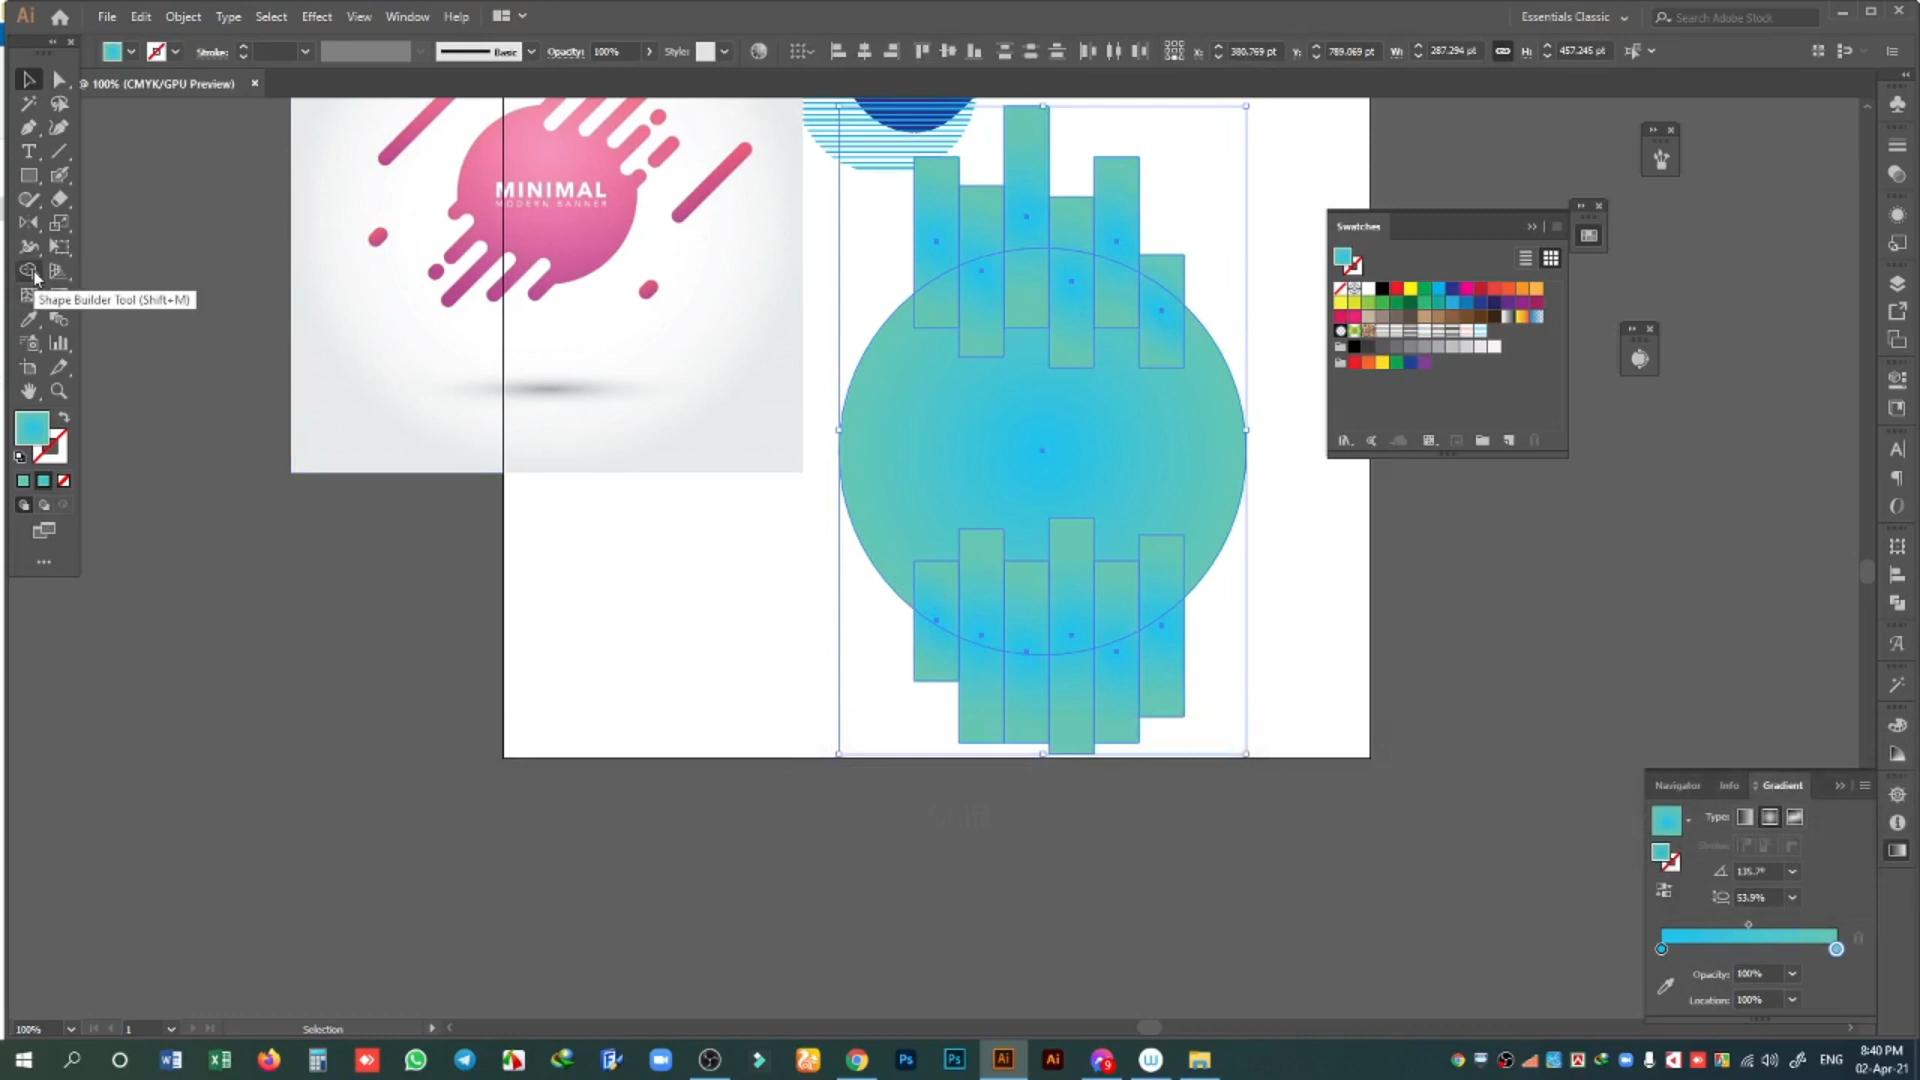 Ai File Edit Object Type Select Effect View Window Help Essentials Classic Search Adobe Stock
Stroke: Basic Opacity: 100% Style: X: 380.769 pt Y: 789.069 pt W: 287.294 pt H: 457.245 pt
@ 100% (CMYK/GPU Preview)
MINIMAL
MODERN BANNER
Swatches
Shape Builder Tool (Shift+M)
Shift
Navigator Info Gradient
Type:
Stroke:
135.7°
53.9%
Opacity: 100%
Location: 100%
100% 1 Selection
ENG 8:40 PM
02-Apr-21